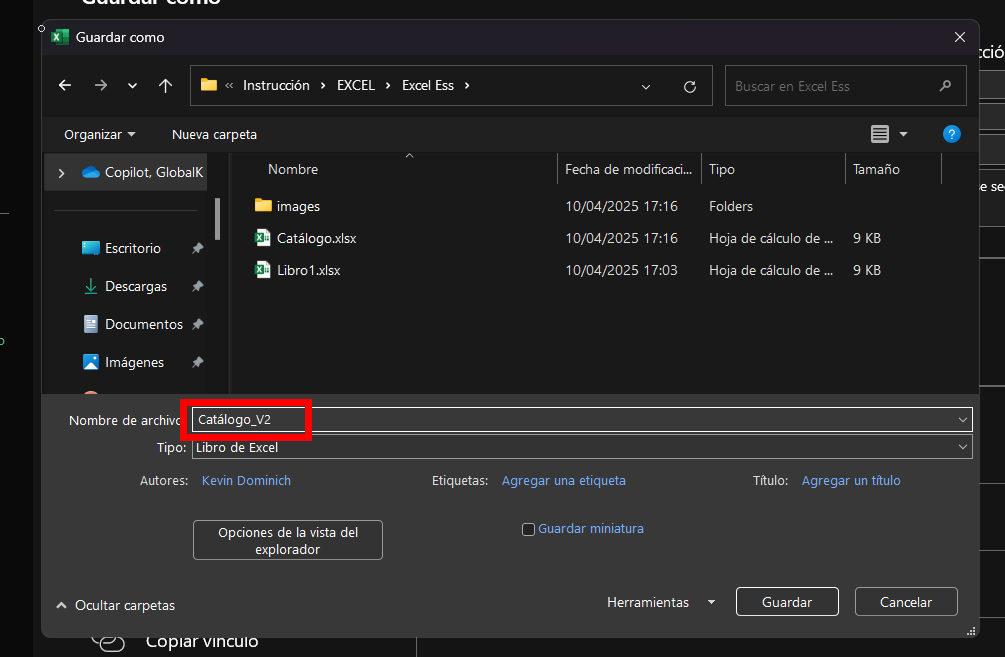 Guardar como
Guardar como
cció
« Instrucción > EXCEL > Excel Ess >
Buscar en Excel Ess
Organizar
Nueva carpeta
?
Copilot, GlobalK
Nombre
Fecha de modificaci...
Tipo
Tamaño
images 10/04/2025 17:16 Folders
Catálogo.xlsx 10/04/2025 17:16 Hoja de cálculo de ... 9 KB
Libro1.xlsx 10/04/2025 17:03 Hoja de cálculo de ... 9 KB
Escritorio
Descargas
Documentos
Imágenes
Nombre de archivo Catálogo_V2
Tipo: Libro de Excel
Autores: Kevin Dominich
Etiquetas: Agregar una etiqueta
Título: Agregar un título
Opciones de la vista del
explorador
Guardar miniatura
Ocultar carpetas
Herramientas
Guardar
Cancelar
Copiar vínculo